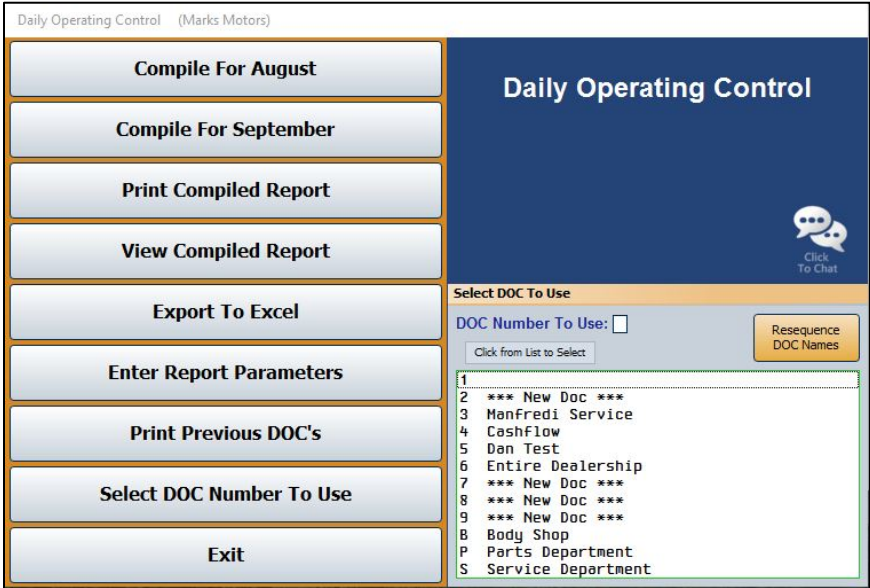 Daily Operating Control (Marks Motors)
Compile For August
Compile For September
Print Compiled Report
View Compiled Report
Export To Excel
Enter Report Parameters
Print Previous DOC's
Select DOC Number To Use
Exit
Daily Operating Control
Click
To Chat
Select DOC To Use
DOC Number To Use:
Resequence
DOC Names
Click from List to Select
1
2 *** New Doc ***
3 Manfredi Service
4 Cashflow
5 Dan Test
6 Entire Dealership
7 *** New Doc ***
8 *** New Doc ***
9 *** New Doc ***
B Body Shop
P Parts Department
S Service Department